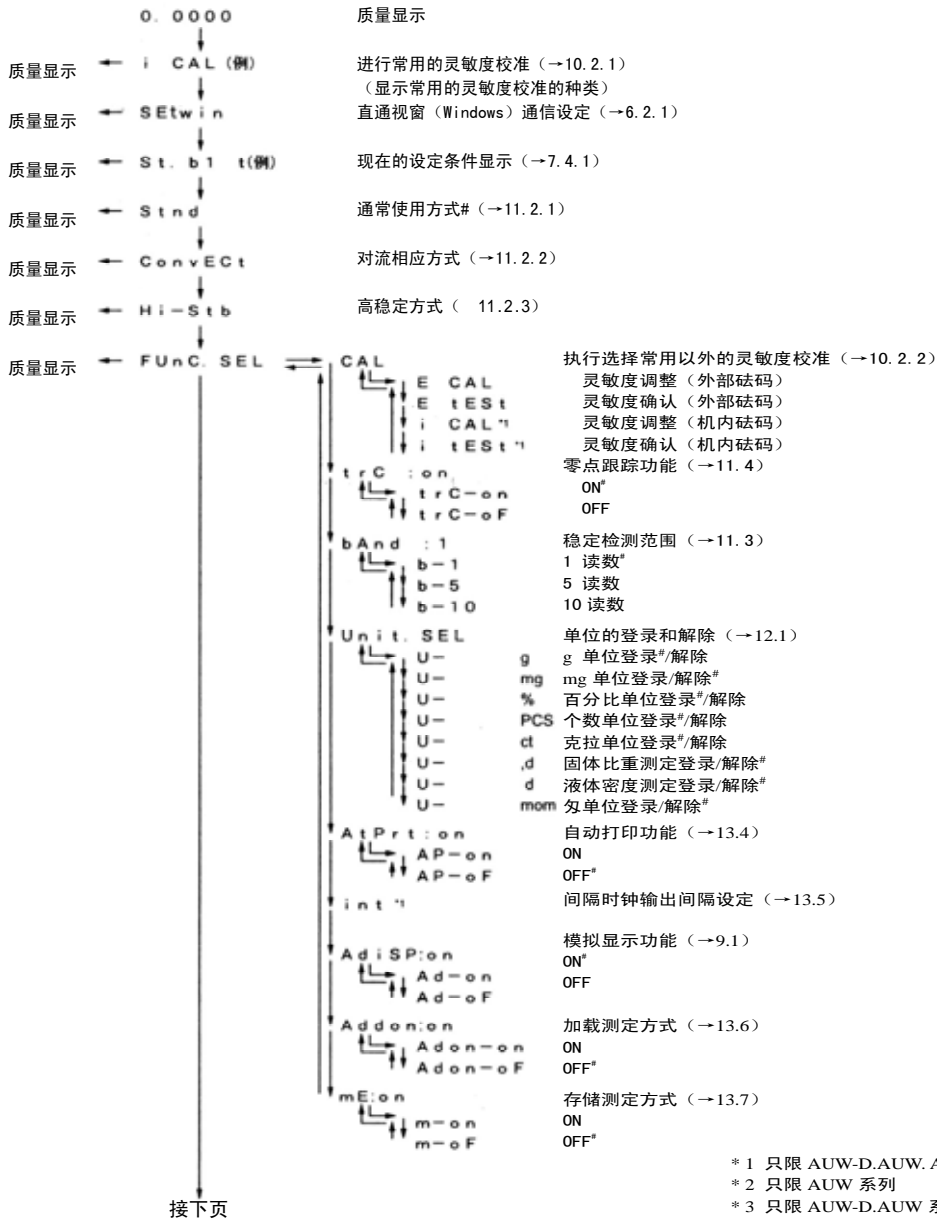 0. 0000 质量显示
质量显示 ← i CAL (例) 进行常用的灵敏度校准（→10.2.1）
（显示常用的灵敏度校准的种类）
质量显示 ← SEtwin 直通视窗（Windows）通信设定（→6.2.1）
质量显示 ← St. b1 t(例) 现在的设定条件显示（→7.4.1）
质量显示 ← Stnd 通常使用方式#（→11.2.1）
质量显示 ← ConvECt 对流相应方式（→11.2.2）
质量显示 ← Hi-Stb 高稳定方式（ 11.2.3）
质量显示 ← FUnC. SEL CAL 执行选择常用以外的灵敏度校准（→10.2.2）
E CAL 灵敏度调整（外部砝码）
E tESt 灵敏度确认（外部砝码）
i CAL*1 灵敏度调整（机内砝码）
i tESt*1 灵敏度确认（机内砝码）
trC :on 零点跟踪功能（→11.4）
trC-on ON#
trC-oF OFF
bAnd :1 稳定检测范围（→11.3）
b-1 1 读数#
b-5 5 读数
b-10 10 读数
Unit. SEL 单位的登录和解除（→12.1）
U- g g 单位登录#/解除
U- mg mg 单位登录/解除#
U- % 百分比单位登录#/解除
U- PCS 个数单位登录#/解除
U- ct 克拉单位登录#/解除
U- ,d 固体比重测定登录/解除#
U- d 液体密度测定登录/解除#
U- mom 匁单位登录/解除#
AtPrt:on 自动打印功能（→13.4）
AP-on ON
AP-oF OFF#
int *1 间隔时钟输出间隔设定（→13.5）
AdiSP:on 模拟显示功能（→9.1）
Ad-on ON#
Ad-oF OFF
Addon:on 加载测定方式（→13.6）
Adon-on ON
Adon-oF OFF#
mE:on 存储测定方式（→13.7）
m-on ON
m-oF OFF#
接下页
* 1 只限 AUW-D.AUW. A
* 2 只限 AUW 系列
* 3 只限 AUW-D.AUW 系